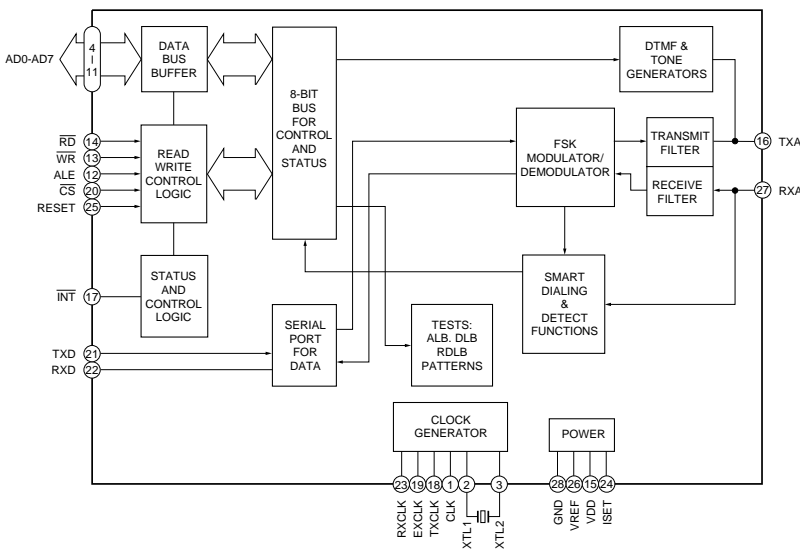 AD0-AD7
4
11
DATA
BUS
BUFFER
8-BIT
BUS
FOR
CONTROL
AND
STATUS
DTMF &
TONE
GENERATORS
RD
14
WR
13
ALE
12
CS
20
RESET
25
READ
WRITE
CONTROL
LOGIC
FSK
MODULATOR/
DEMODULATOR
TRANSMIT
FILTER
RECEIVE
FILTER
16
TXA
27
RXA
INT
17
STATUS
AND
CONTROL
LOGIC
SMART
DIALING
&
DETECT
FUNCTIONS
TXD
21
RXD
22
SERIAL
PORT
FOR
DATA
TESTS:
ALB, DLB
RDLB
PATTERNS
CLOCK
GENERATOR
POWER
23
19
18
1
2
3
28
26
15
24
RXCLK
EXCLK
TXCLK
CLK
XTL1
XTL2
GND
VREF
VDD
ISET